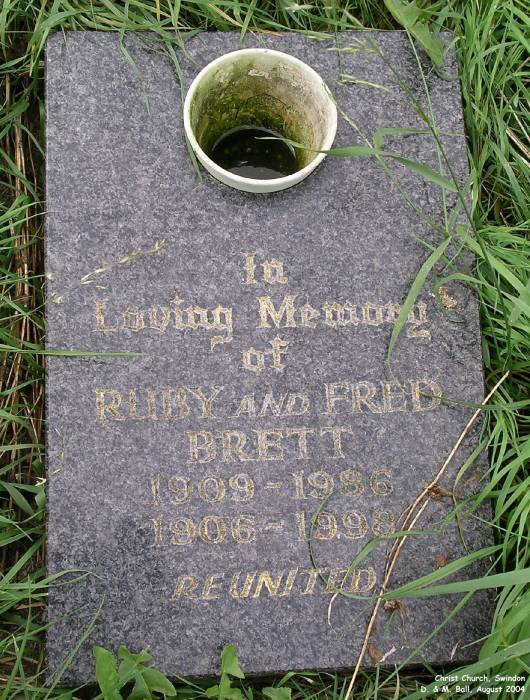 In
Loving Memory
of
RUBY AND FRED
BRETT
1909 - 1986
1906 - 1998
REUNITED
Christ Church, Swindon
D. & M. Ball, August 2004